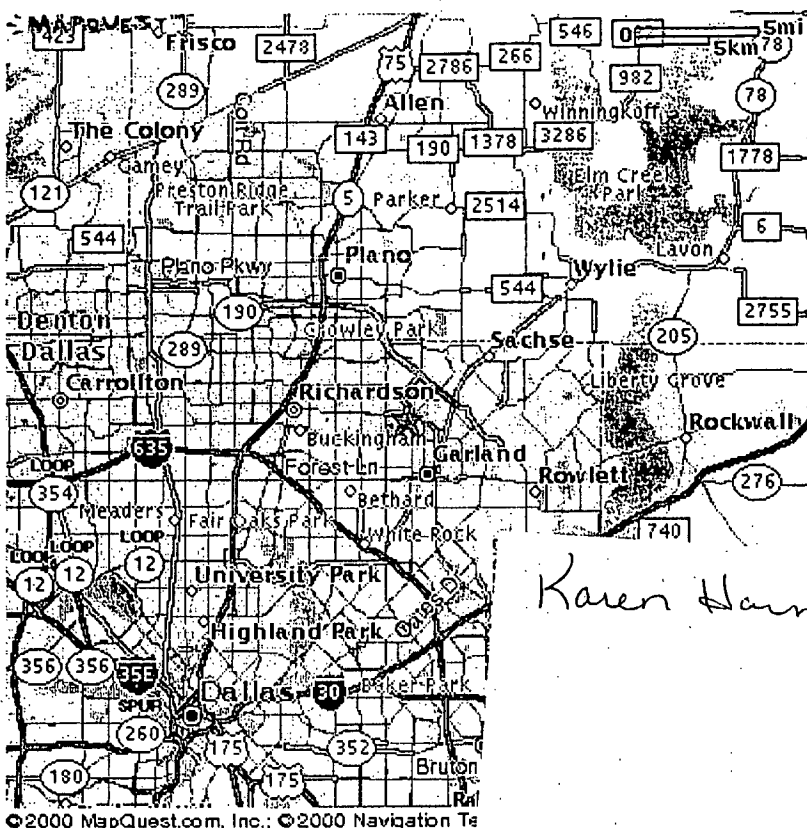 MAPQUEST
423
Frisco
2478
75
2786
266
546
0 5mi
5km
78
289
982
78
Allen
Winningkoff
The Colony
Coit Rd
143
190
1378
3286
1778
Camey
Elm Creek
Park
121
Preston Ridge
Trail Park
5
Parker
2514
6
544
Lavon
Plano
Plano Pkwy
544
Wylie
190
2755
Denton
Crowley Park
205
Dallas
289
Sachse
Carrollton
Liberty Grove
Richardson
Rockwall
635
Buckingham
Garland
LOOP
354
Forest Ln
Rowlett
276
Bethard
Meaders
Fair Oaks Park
White Rock
740
LOOP
LOOP
12
12
12
University Park
Karen
Highland Park
356
356
35E
Dallas
30
Baker Park
SPUR
260
175
352
Bruton
180
175
©2000 MapQuest.com, Inc.; ©2000 Navigation Te